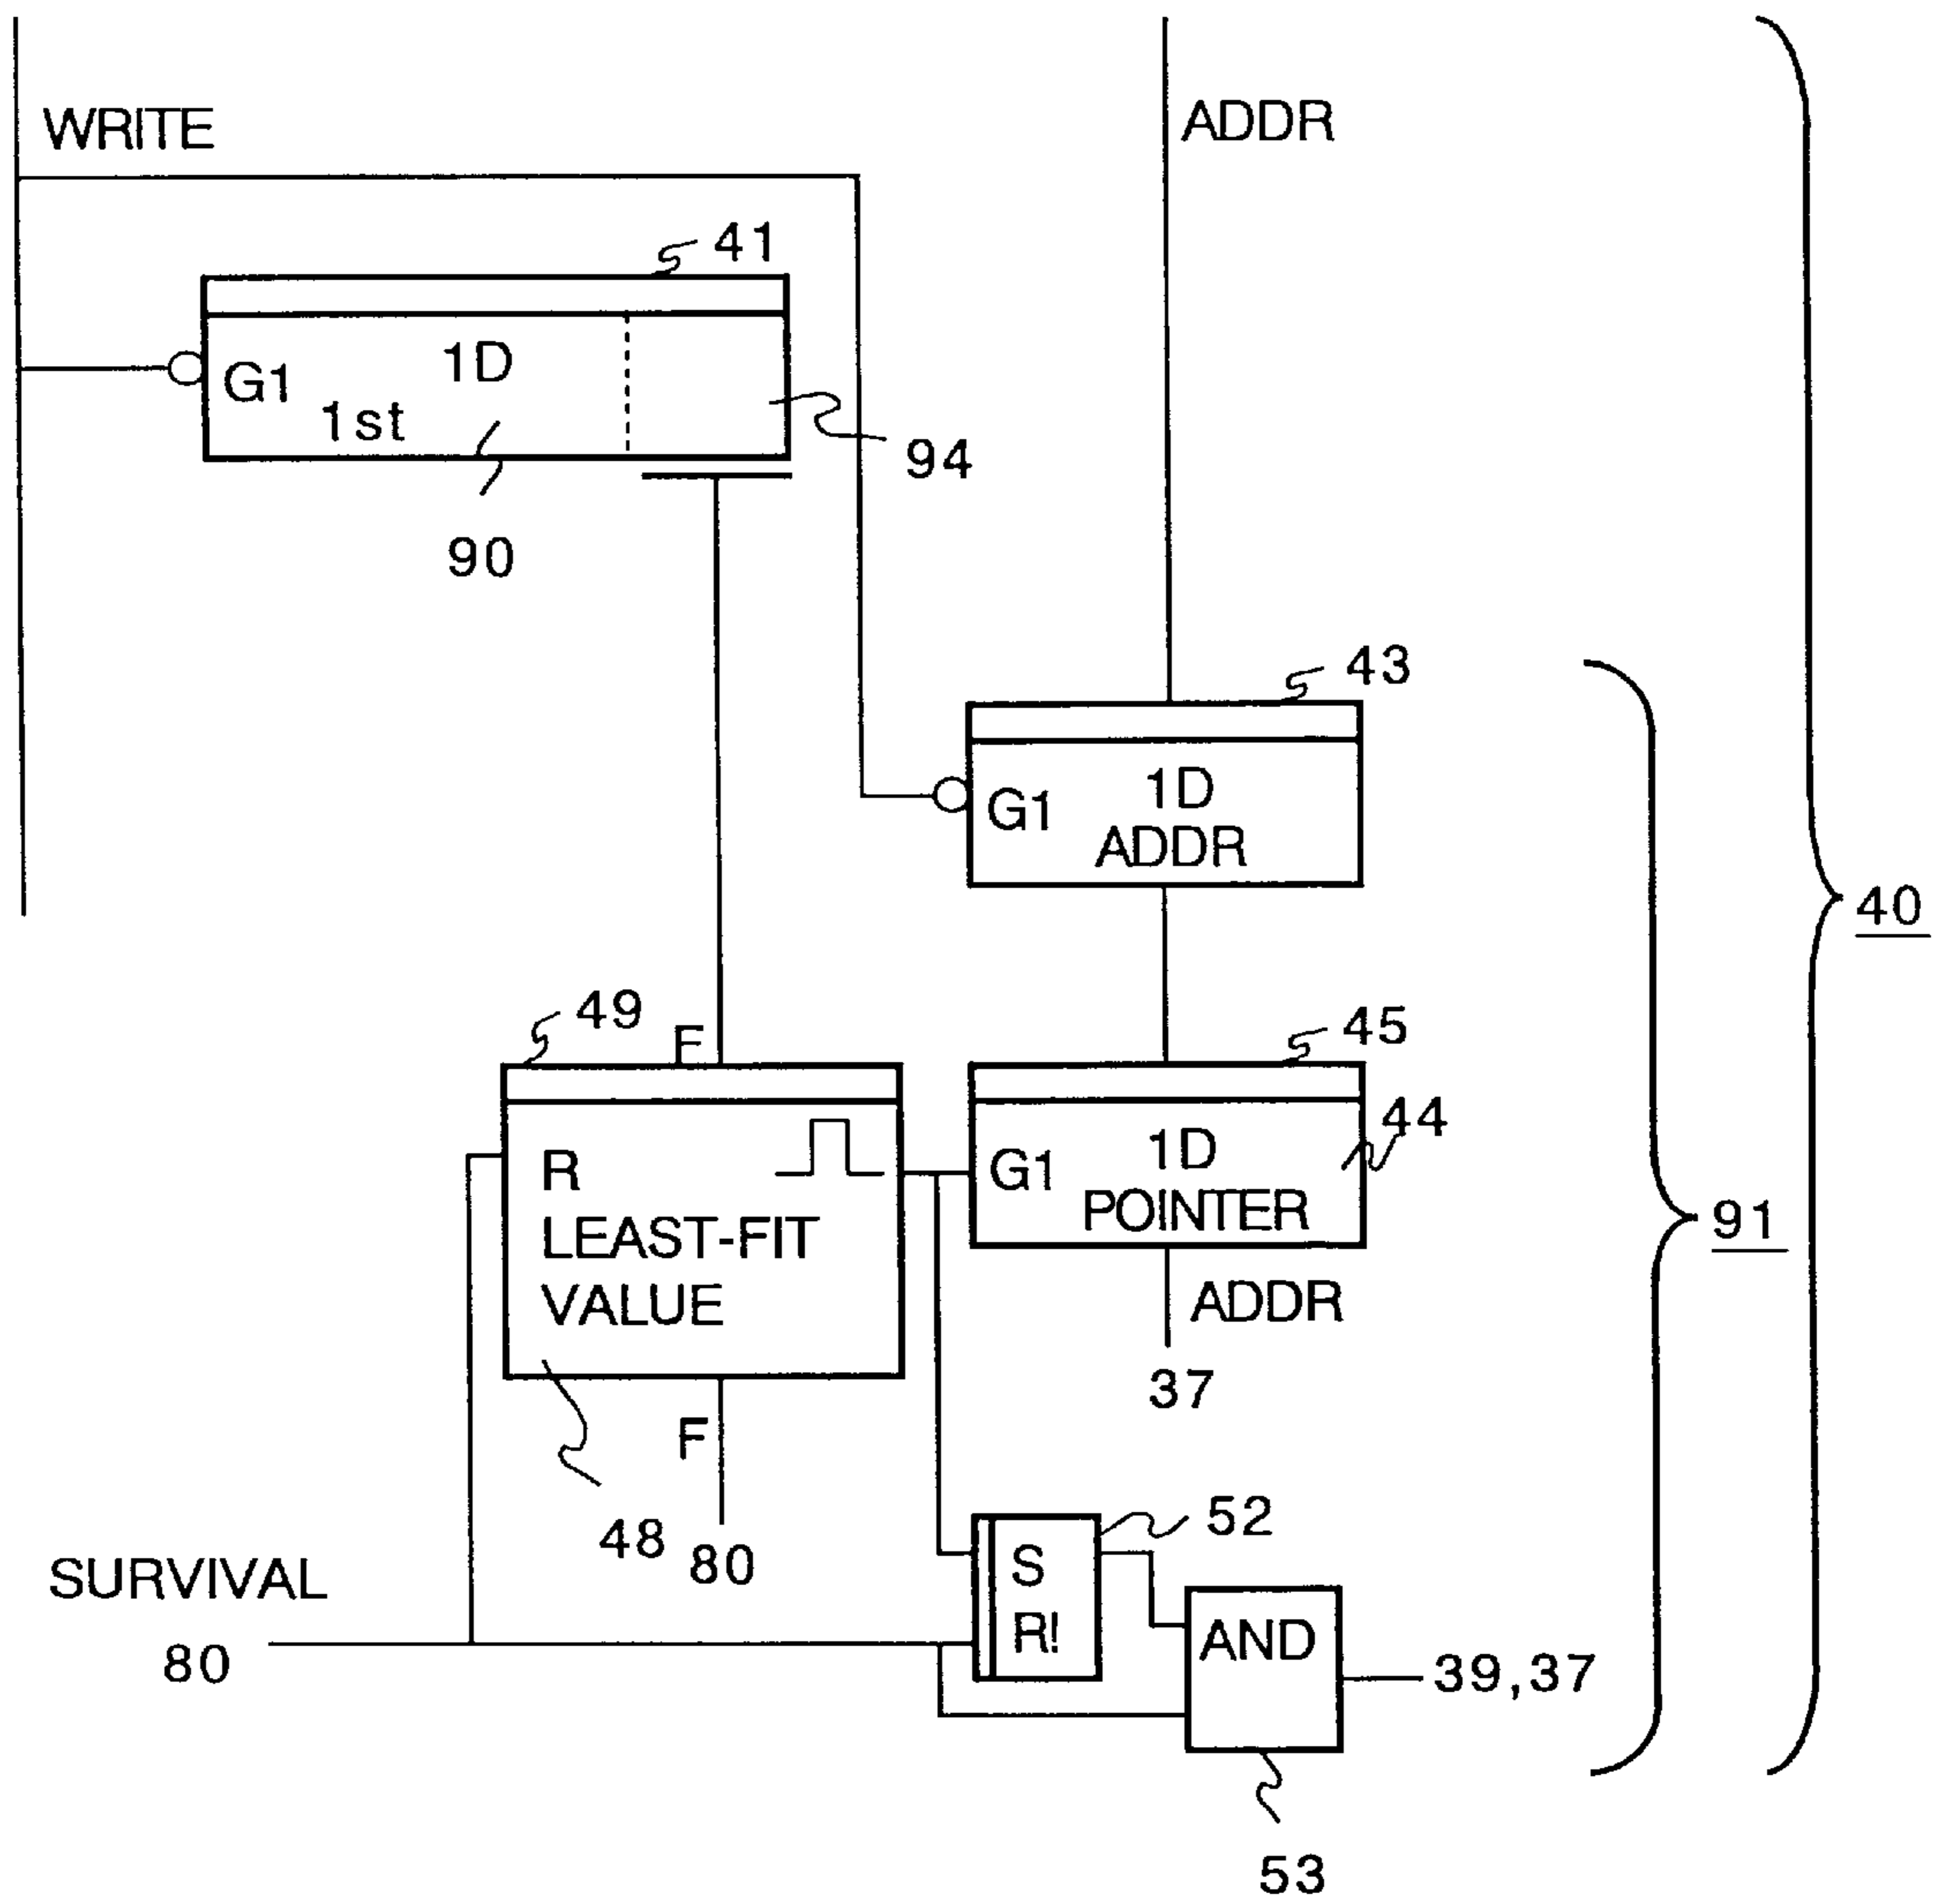 WRITE
ADDR
41
G1
1D
1st
94
90
43
G1
1D
ADDR
40
49
F
45
44
R
G1
1D
POINTER
LEAST-FIT
VALUE
91
ADDR
37
F
48
80
52
SURVIVAL
80
S
R!
AND
39,37
53